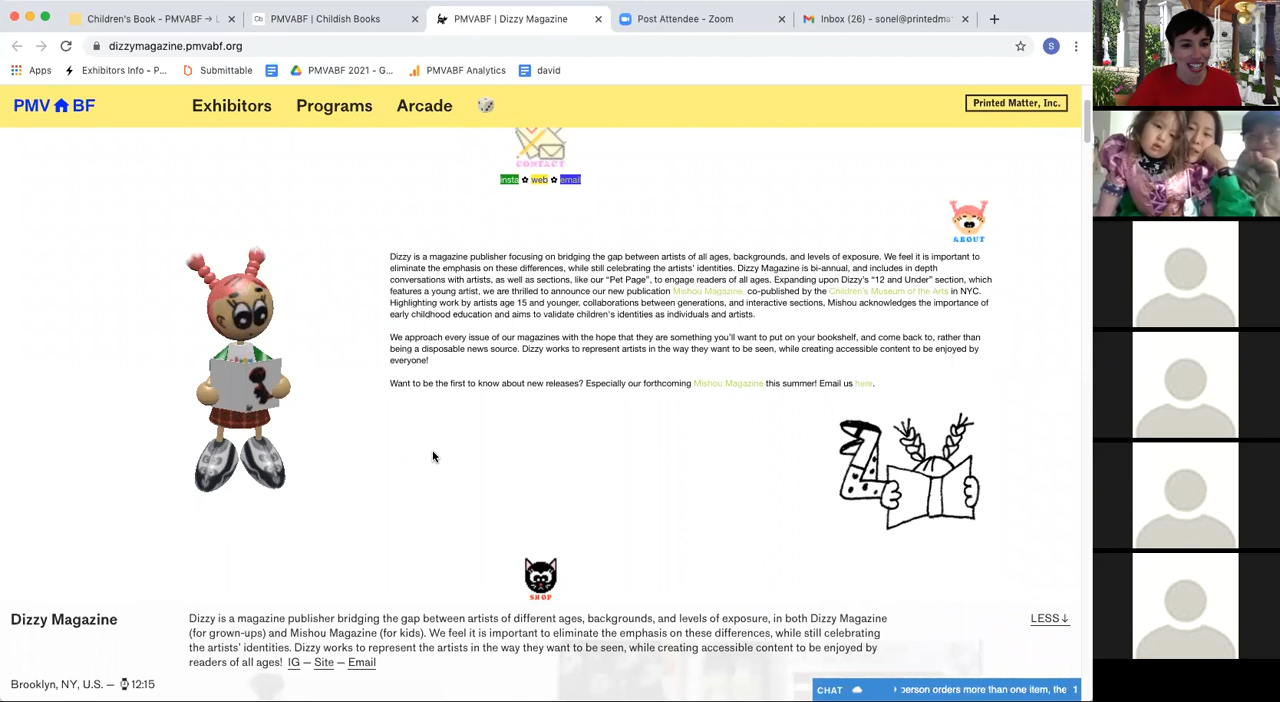 Children's Book - PMVABF → L
PMVABF | Childish Books
PMVABF | Dizzy Magazine
Post Attendee - Zoom
Inbox (26) - sonel@printedma
dizzymagazine.pmvabf.org
S
Apps
Exhibitors Info - P...
Submittable
PMVABF 2021 - G...
PMVABF Analytics
david
PMV BF
Exhibitors
Programs
Arcade
Printed Matter, Inc.
CONTACT
insta ✿ web ✿ email
ABOUT
Dizzy is a magazine publisher focusing on bridging the gap between artists of all ages, backgrounds, and levels of exposure. We feel it is important to
eliminate the emphasis on these differences, while still celebrating the artists' identities. Dizzy Magazine is bi-annual, and includes in depth
conversations with artists, as well as sections, like our "Pet Page", to engage readers of all ages. Expanding upon Dizzy's "12 and Under" section, which
features a young artist, we are thrilled to announce our new publication Mishou Magazine, co-published by the Children's Museum of the Arts in NYC.
Highlighting work by artists age 15 and younger, collaborations between generations, and interactive sections, Mishou acknowledges the importance of
early childhood education and aims to validate children's identities as individuals and artists.
We approach every issue of our magazines with the hope that they are something you'll want to put on your bookshelf, and come back to, rather than
being a disposable news source. Dizzy works to represent artists in the way they want to be seen, while creating accessible content to be enjoyed by
everyone!
Want to be the first to know about new releases? Especially our forthcoming Mishou Magazine this summer! Email us here.
SHOP
Dizzy Magazine
Dizzy is a magazine publisher bridging the gap between artists of different ages, backgrounds, and levels of exposure, in both Dizzy Magazine
(for grown-ups) and Mishou Magazine (for kids). We feel it is important to eliminate the emphasis on these differences, while still celebrating
the artists' identities. Dizzy works to represent the artists in the way they want to be seen, while creating accessible content to be enjoyed by
readers of all ages! IG — Site — Email
LESS↓
Brooklyn, NY, U.S. — ⌚12:15
CHAT
person orders more than one item, the 1